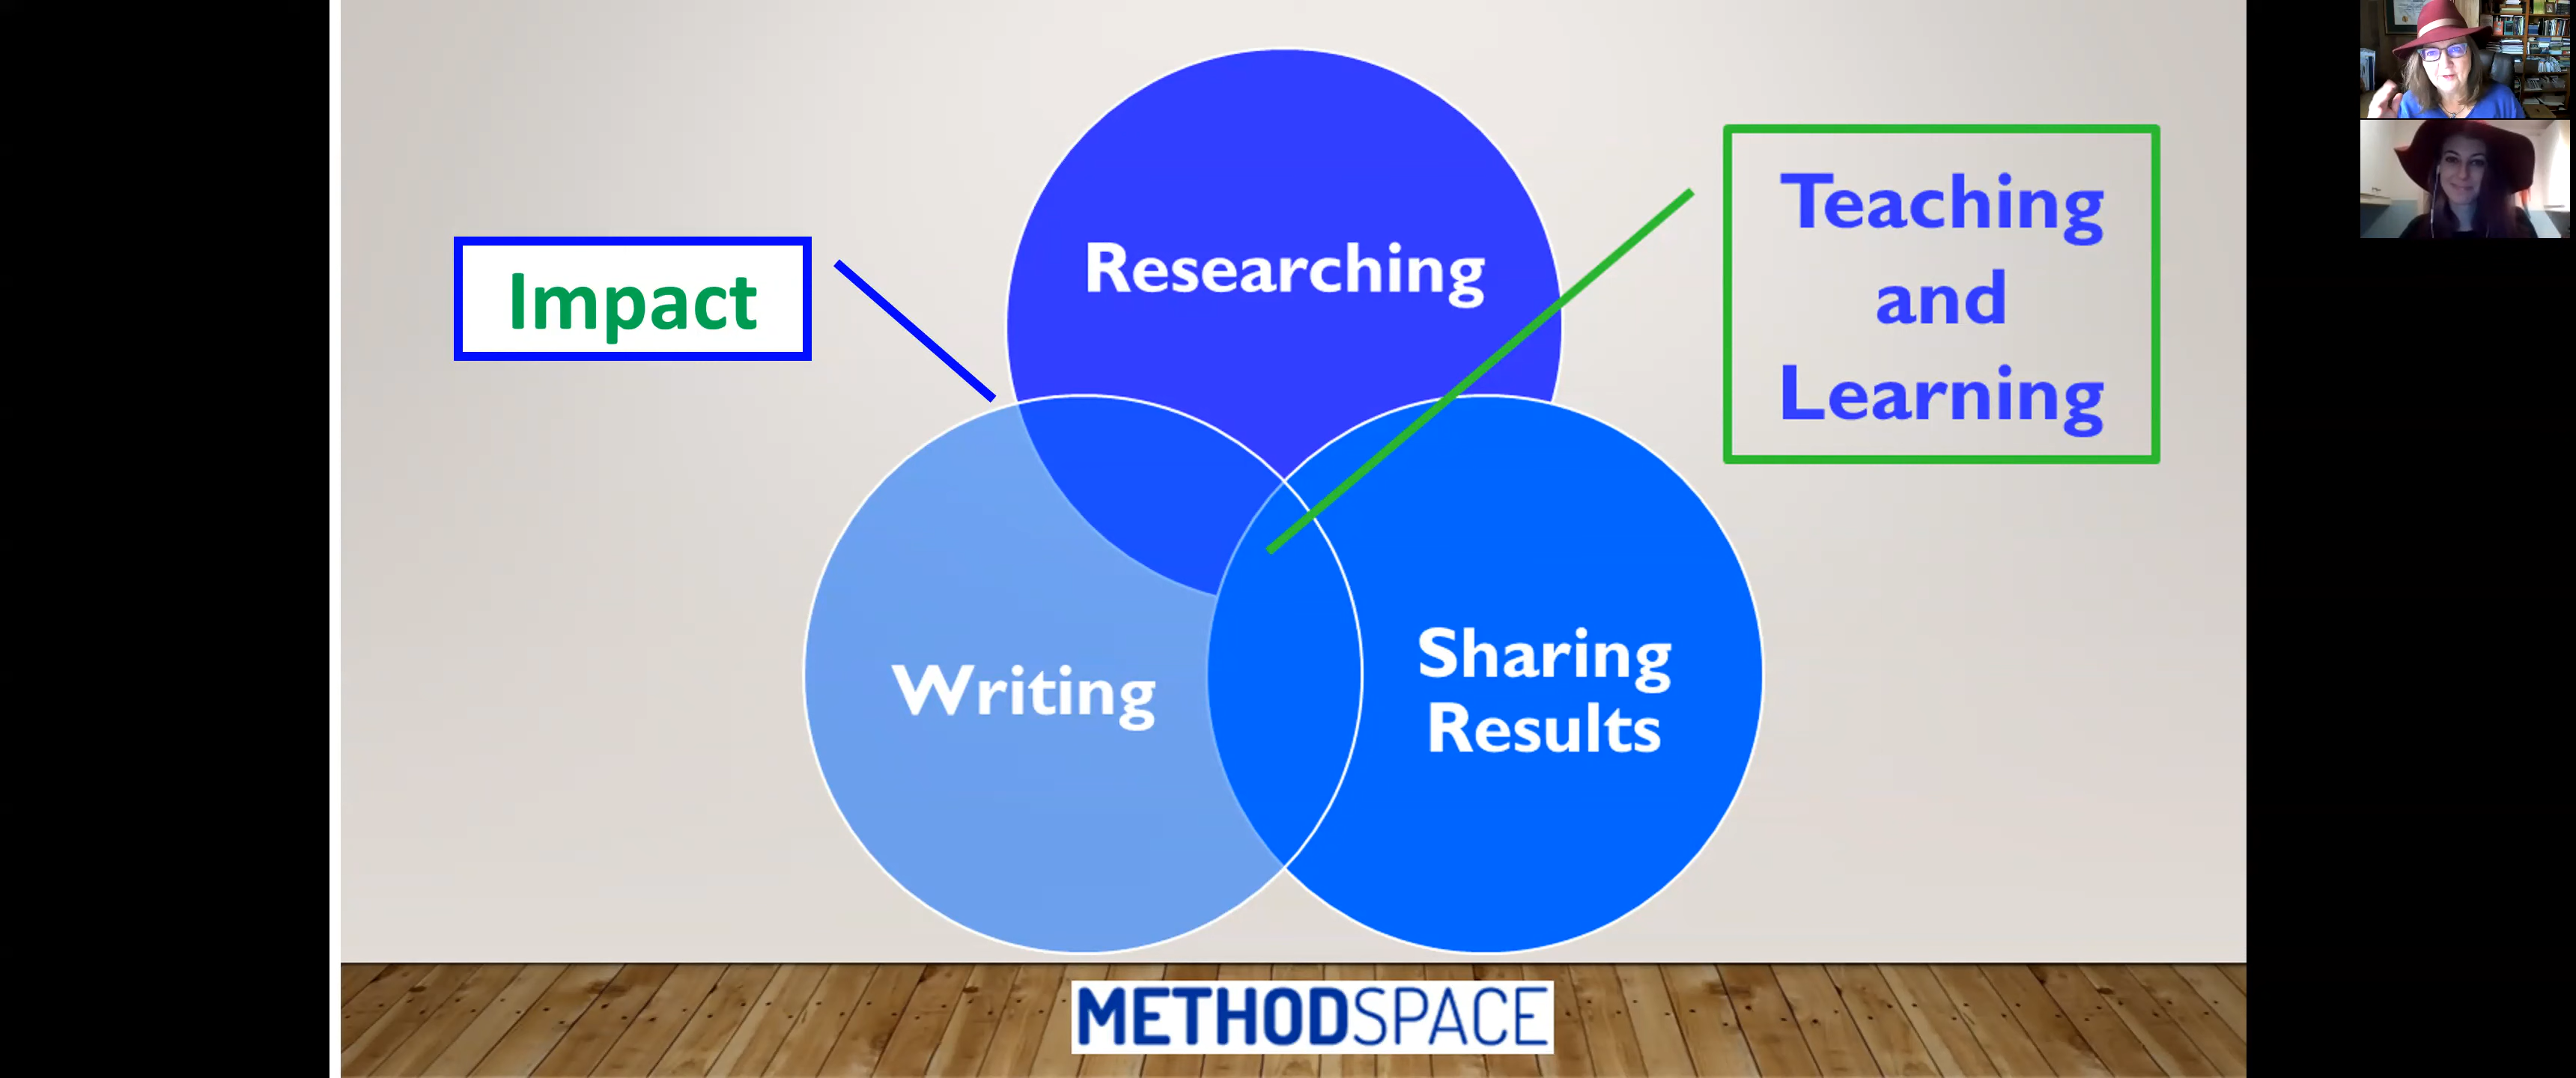 Researching
Impact
Teaching
and
Learning
Writing
Sharing
Results
METHODSPACE